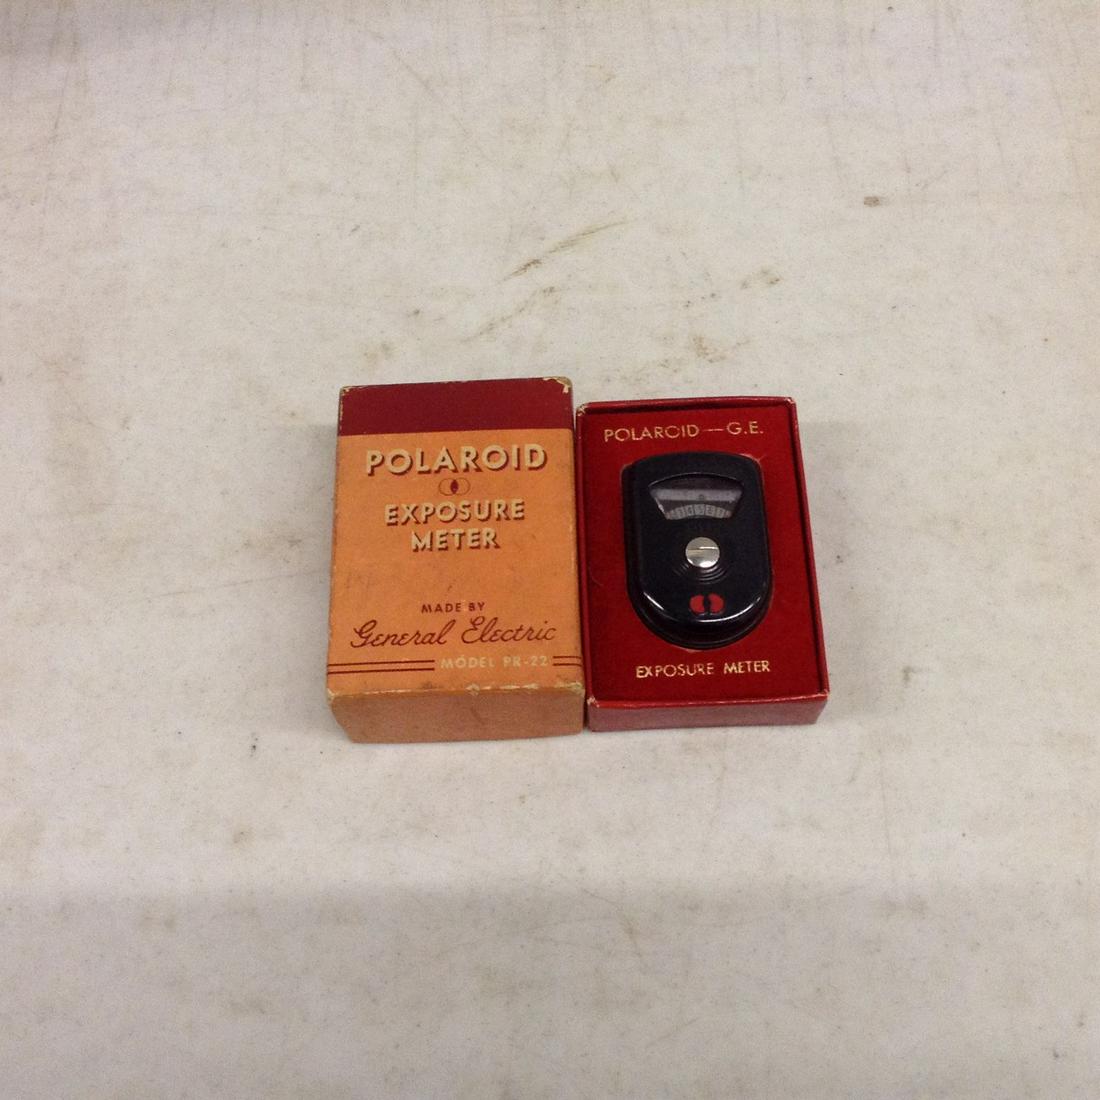 POLAROID
EXPOSURE
METER
MADE BY
General Electric
MODEL PR-22
POLAROID—G.E.
EXPOSURE METER